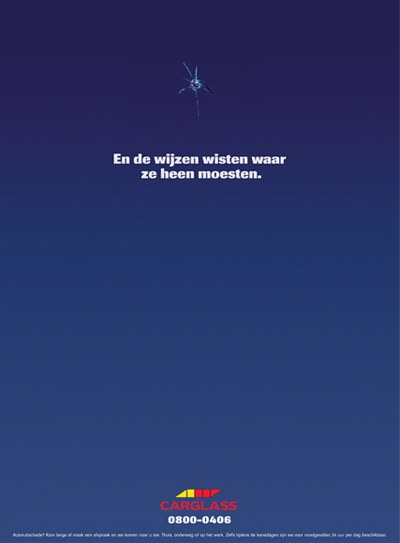 En de wijzen wisten waar
ze heen moesten.
CARGLASS
0800-0406
Autoruitschade? Kom langs of maak een afspraak en we komen naar u toe. Thuis, onderweg of op het werk. Zelfs tijdens de kerstdagen zijn we voor noodgevallen 24 uur per dag beschikbaar.